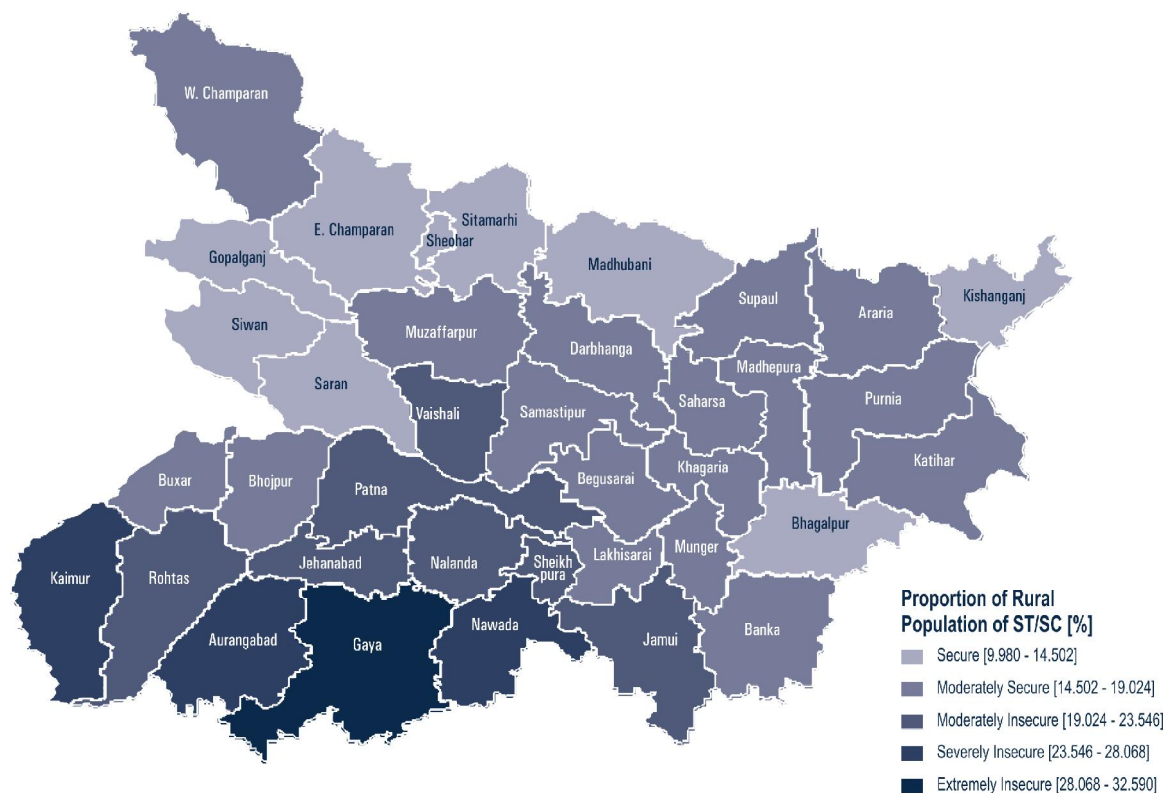 W. Champaran
E. Champaran
Sitamarhi
Sheohar
Gopalganj
Madhubani
Kishanganj
Supaul
Araria
Siwan
Muzaffarpur
Darbhanga
Madhepura
Saran
Vaishali
Samastipur
Saharsa
Purnia
Katihar
Buxar
Bhojpur
Patna
Begusarai
Khagaria
Bhagalpur
Kaimur
Rohtas
Jehanabad
Nalanda
Sheikh
pura
Lakhisarai
Munger
Aurangabad
Gaya
Nawada
Jamui
Banka
Proportion of Rural
Population of ST/SC [%]
Secure [9.980 - 14.502]
Moderately Secure [14.502 - 19.024]
Moderately Insecure [19.024 - 23.546]
Severely Insecure [23.546 - 28.068]
Extremely Insecure [28.068 - 32.590]